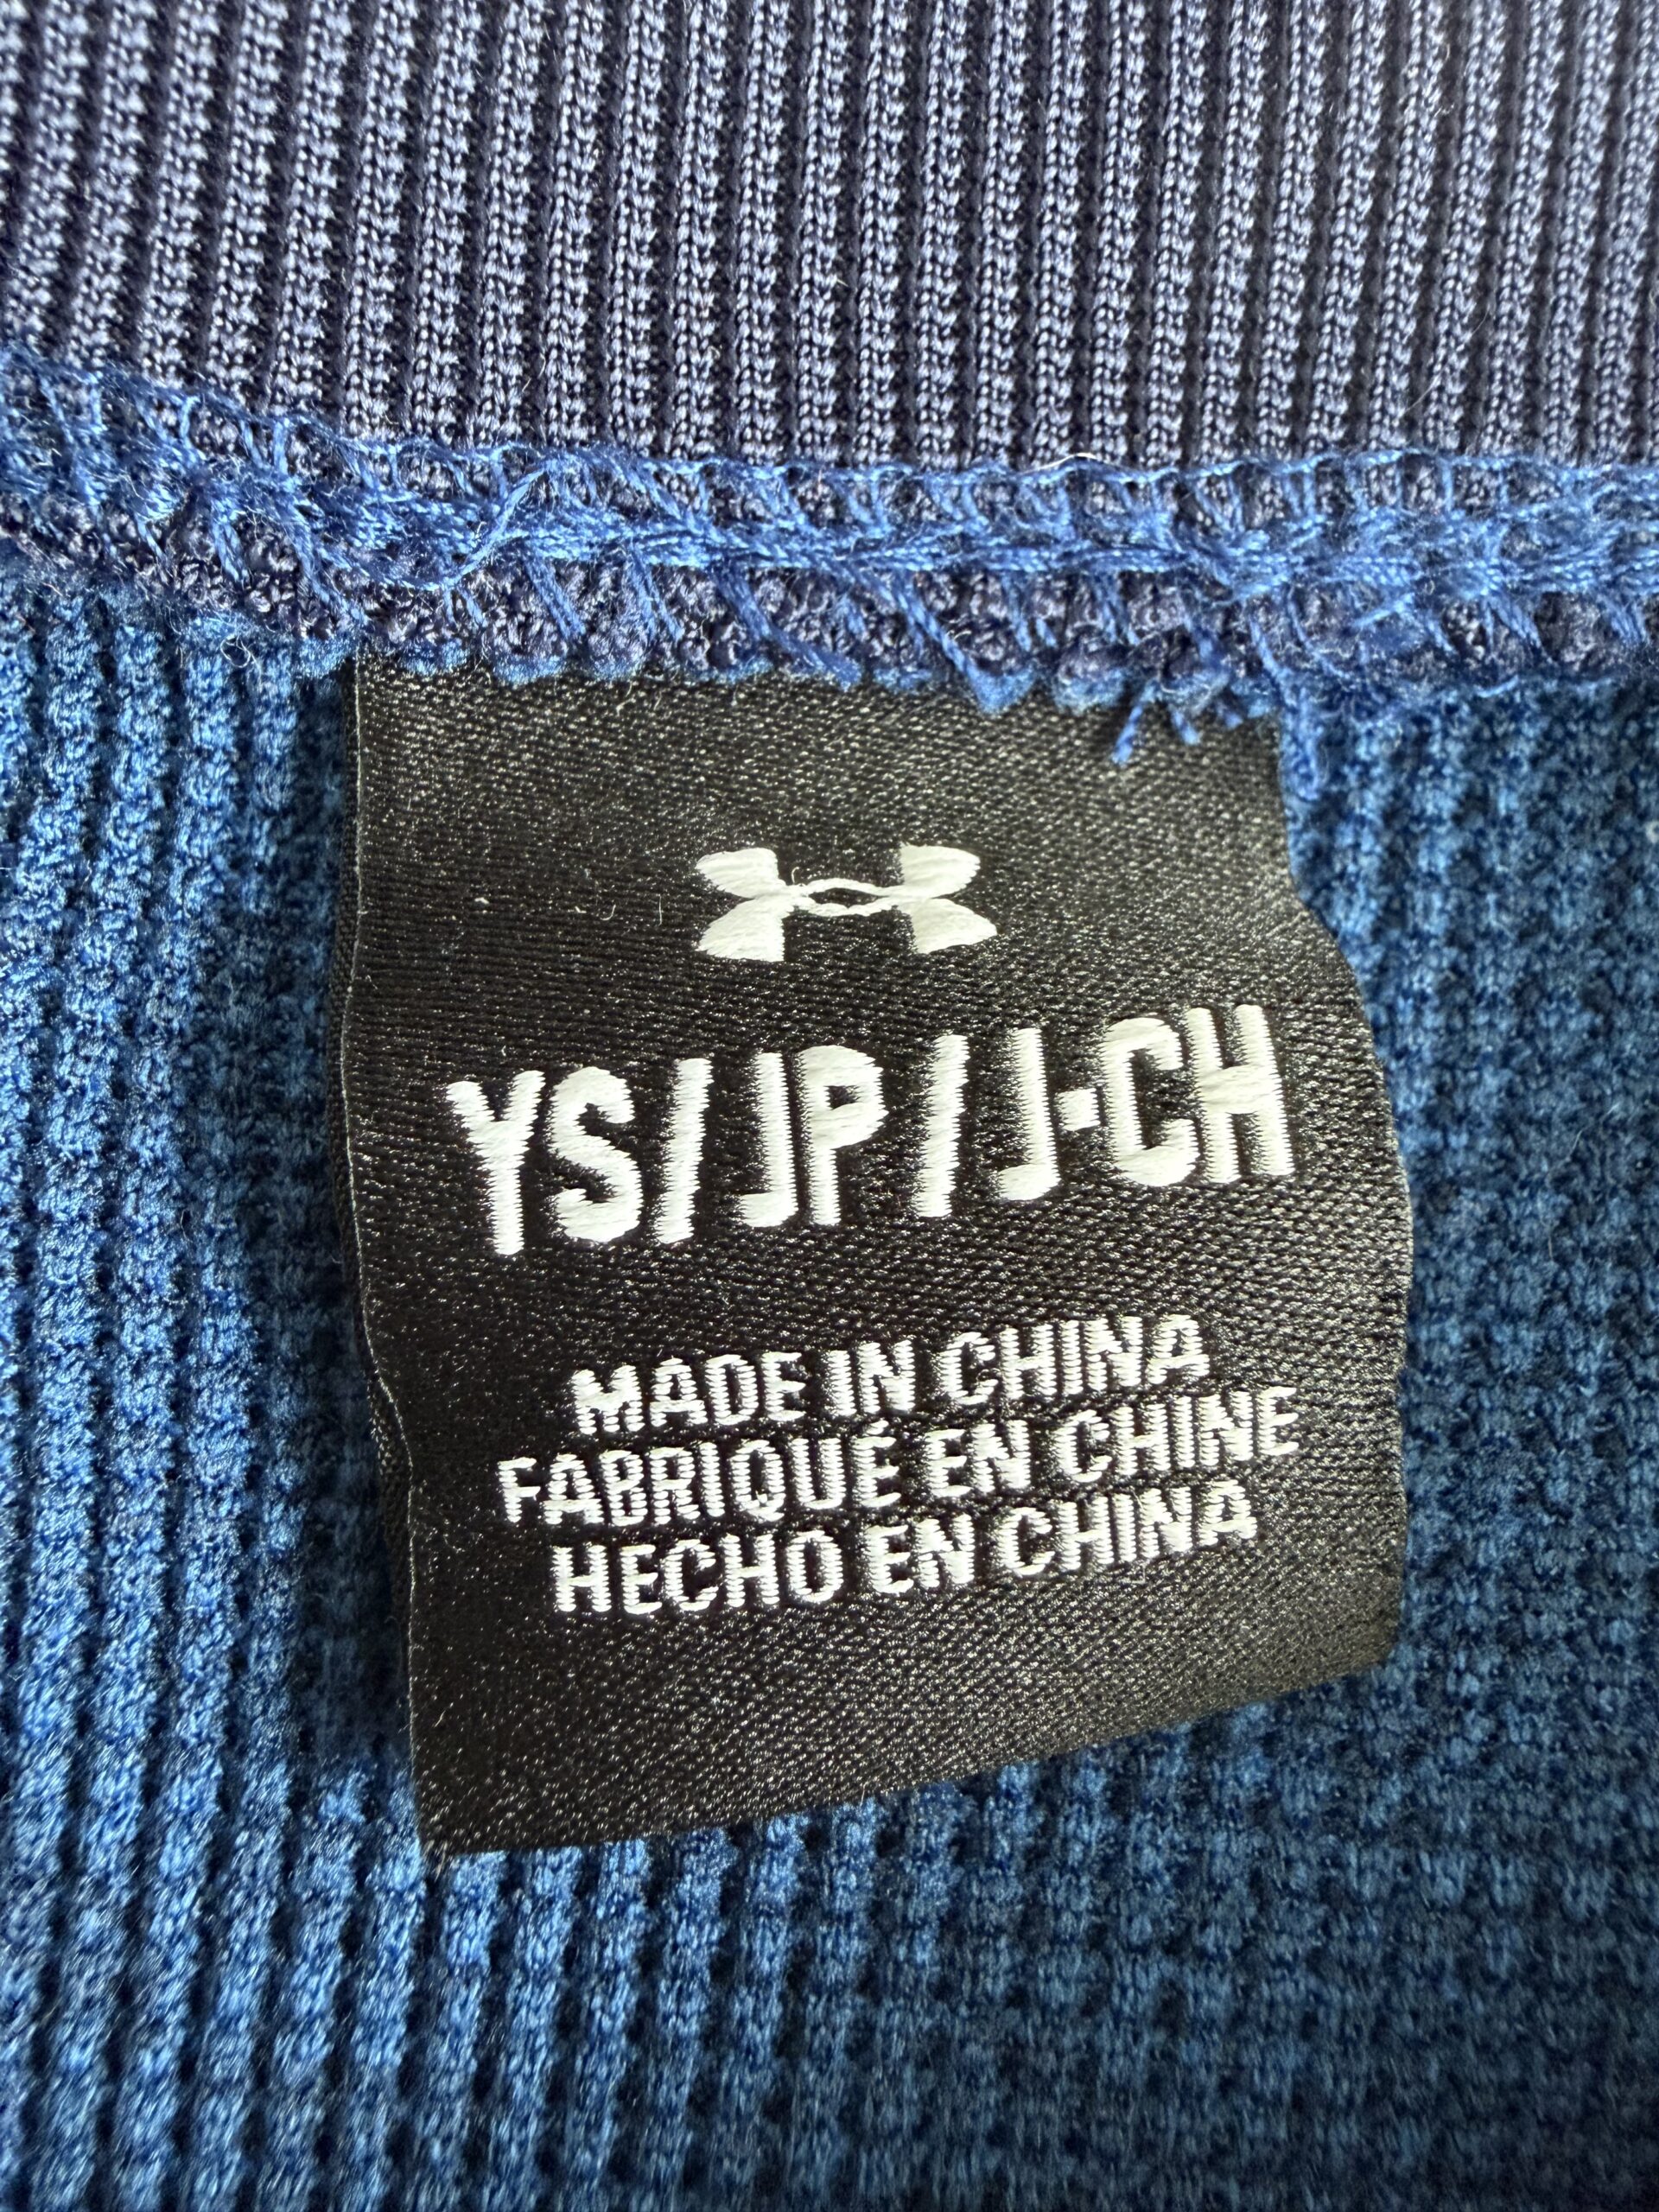 YS/JP/J-CH
MADE IN CHINA
FABRIQUÉ EN CHINE
HECHO EN CHINA